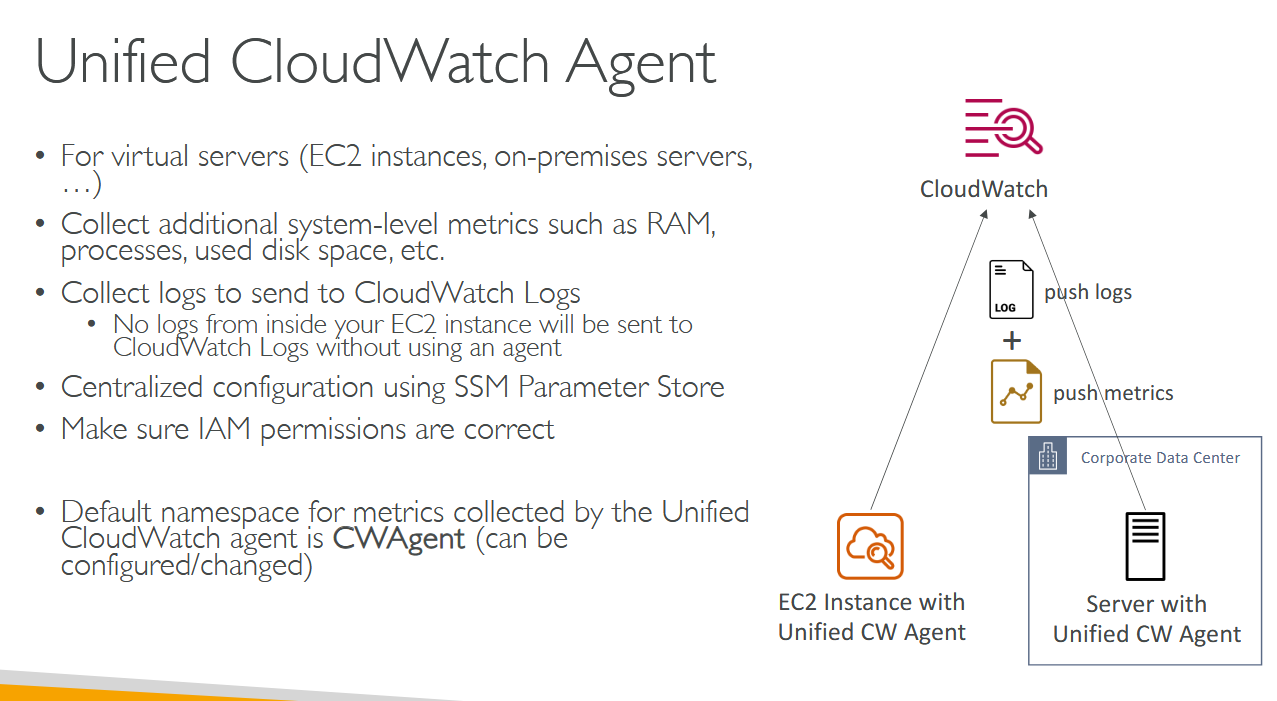 Unified CloudWatch Agent
• For virtual servers (EC2 instances, on-premises servers,
…)
• Collect additional system-level metrics such as RAM,
processes, used disk space, etc.
• Collect logs to send to CloudWatch Logs
• No logs from inside your EC2 instance will be sent to
CloudWatch Logs without using an agent
• Centralized configuration using SSM Parameter Store
• Make sure IAM permissions are correct
• Default namespace for metrics collected by the Unified
CloudWatch agent is CWAgent (can be
configured/changed)
CloudWatch
LOG
push logs
+
push metrics
Corporate Data Center
EC2 Instance with
Unified CW Agent
Server with
Unified CW Agent